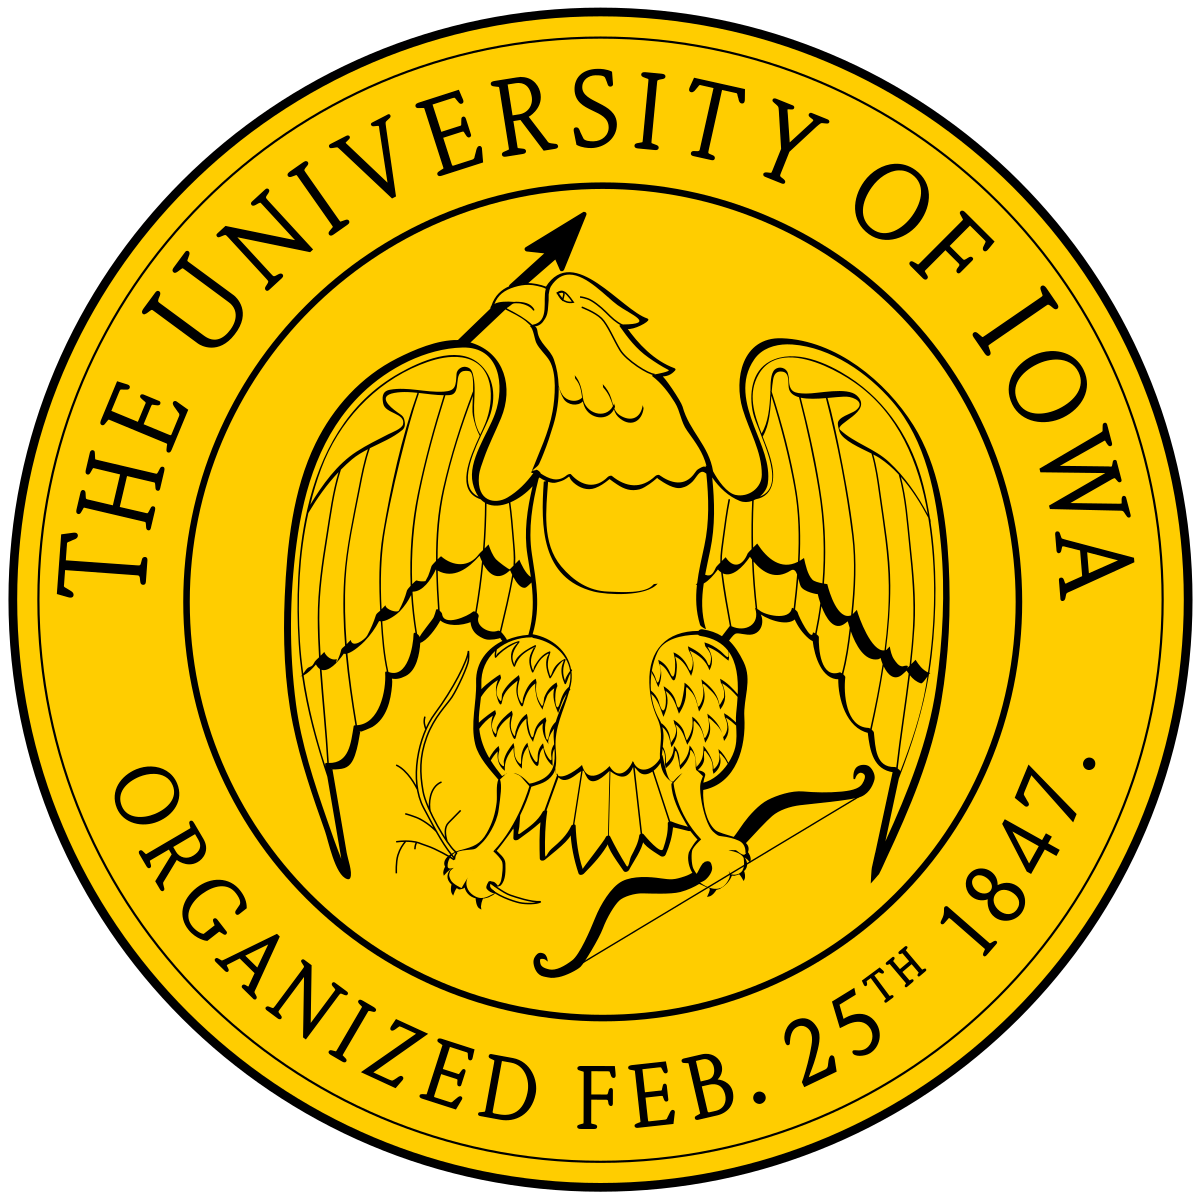 THE UNIVERSITY OF IOWA
ORGANIZED FEB. 25TH 1847.